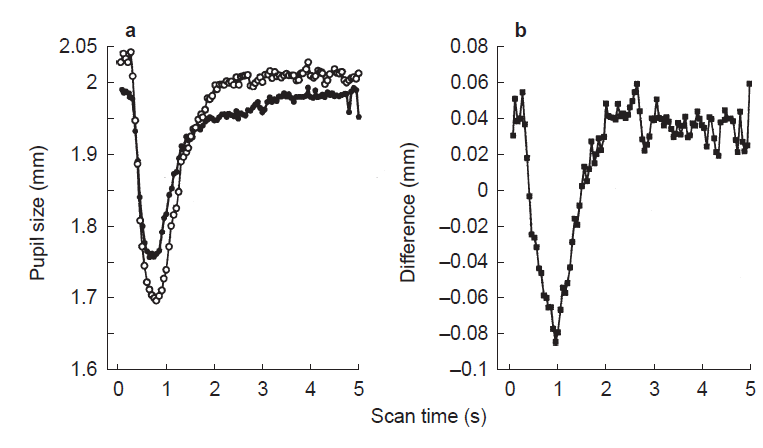 a
b
2.05
2
1.9
1.8
1.7
1.6
Pupil size (mm)
0 1 2 3 4 5
0.08
0.06
0.04
0.02
0
–0.02
–0.04
–0.06
–0.08
–0.1
Difference (mm)
0 1 2 3 4 5
Scan time (s)